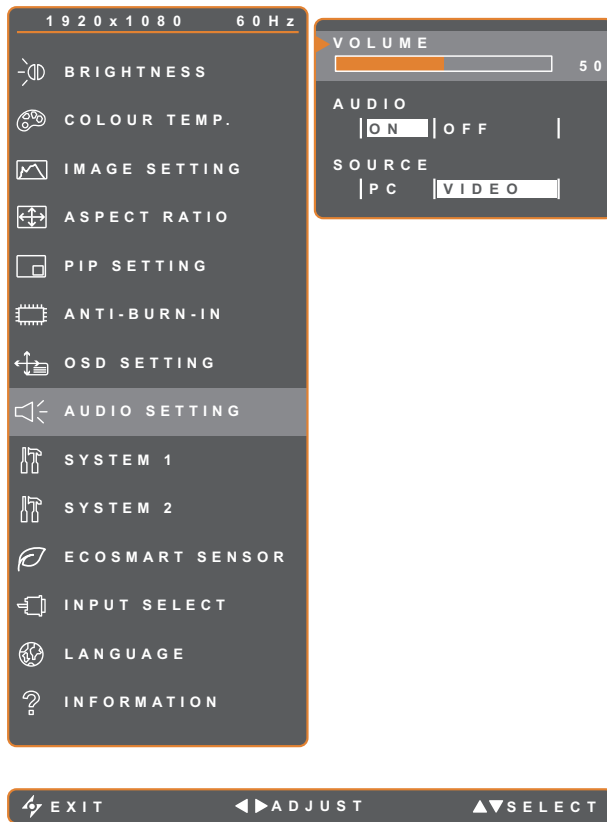 1920x1080 60Hz
BRIGHTNESS
COLOUR TEMP.
IMAGE SETTING
ASPECT RATIO
PIP SETTING
ANTI-BURN-IN
OSD SETTING
AUDIO SETTING
SYSTEM 1
SYSTEM 2
ECOSMART SENSOR
INPUT SELECT
LANGUAGE
INFORMATION
VOLUME
50
AUDIO
ON OFF
SOURCE
PC VIDEO
EXIT ADJUST SELECT